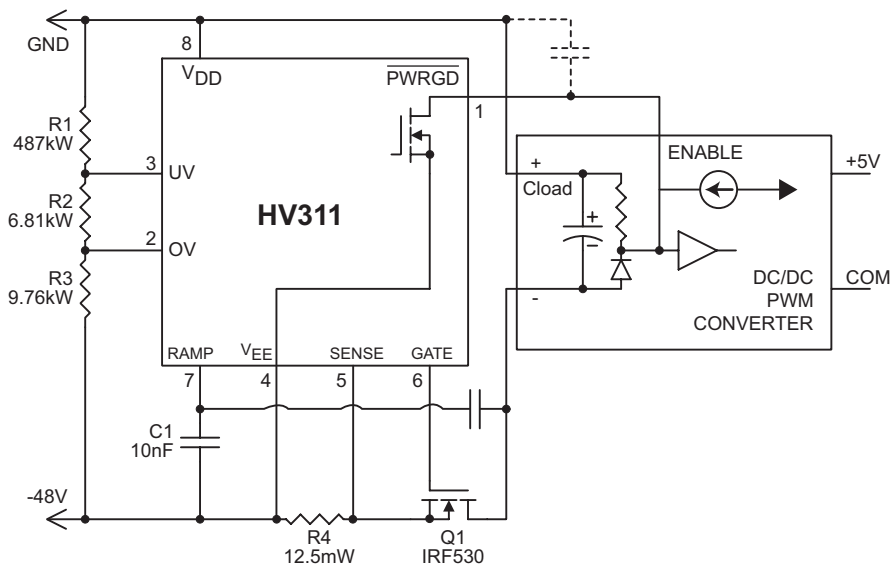 GND
8
VDD
PWRGD
1
R1
487kW
3
UV
R2
6.81kW
HV311
2
OV
R3
9.76kW
ENABLE
+5V
+
Cload
+
−
-
DC/DC
PWM
CONVERTER
COM
RAMP
VEE
SENSE
GATE
7
4
5
6
C1
10nF
-48V
R4
12.5mW
Q1
IRF530